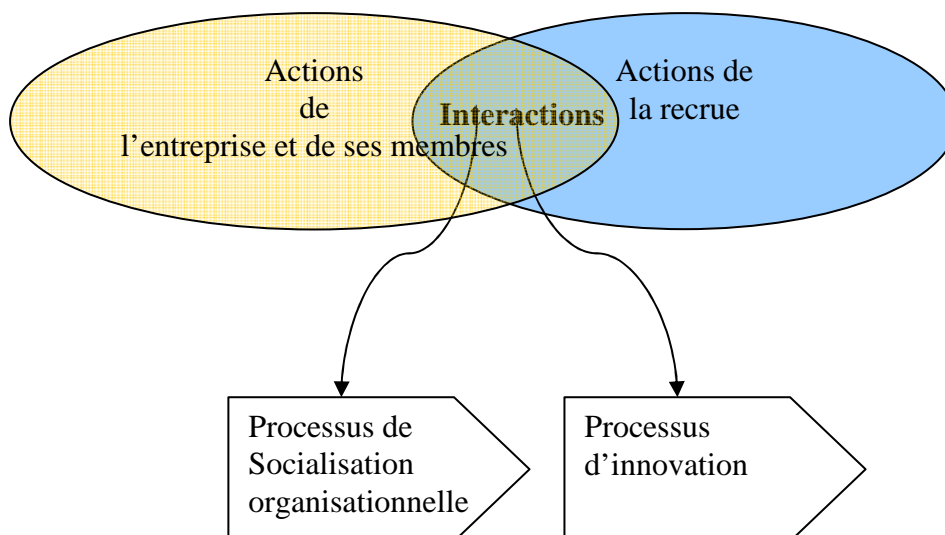 Actions
de
l’entreprise et de ses membres
Interactions
Actions de
la recrue
Processus de
Socialisation
organisationnelle
Processus
d’innovation